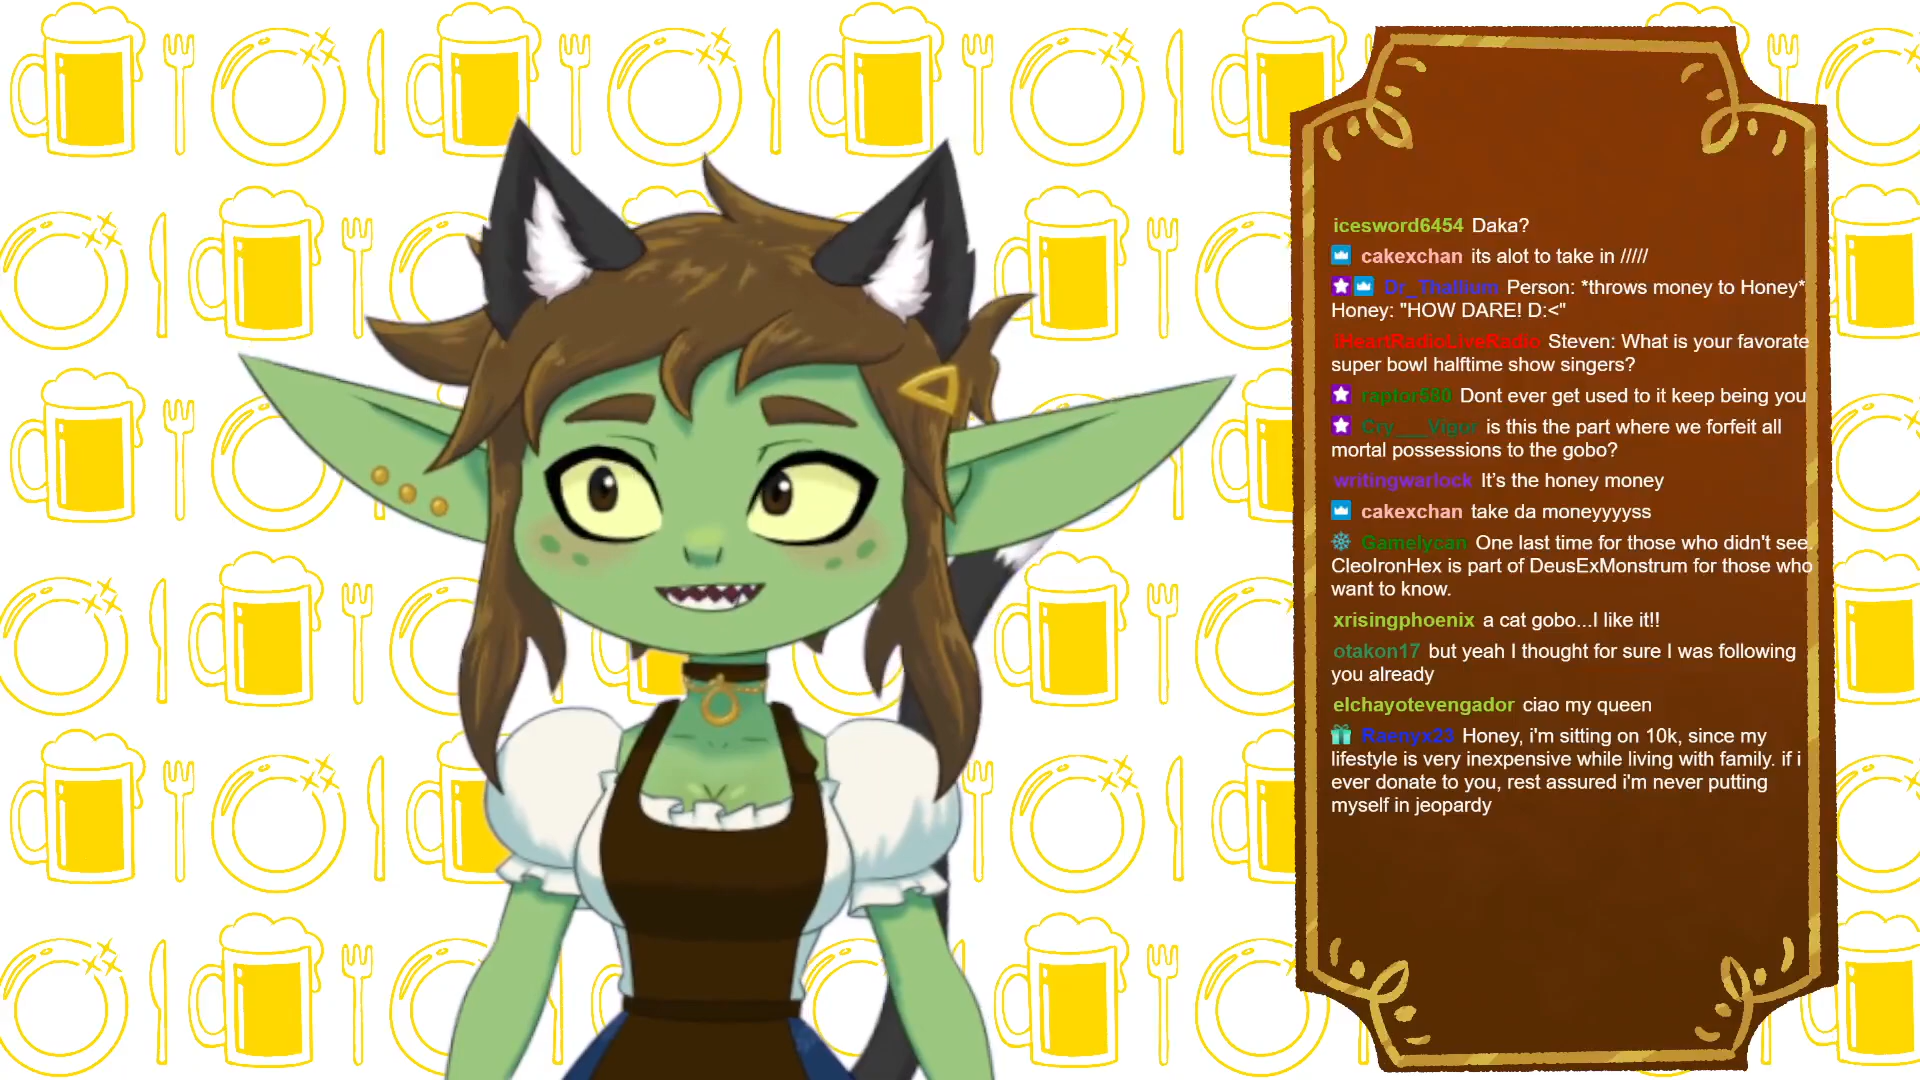 icesword6454 Daka?
cakexchan its alot to take in /////
Dr_Thallium Person: *throws money to Honey*
Honey: "HOW DARE! D:<"
iHeartRadioLiveRadio Steven: What is your favorate
super bowl halftime show singers?
raptor580 Dont ever get used to it keep being you
Cry___Vigor is this the part where we forfeit all
mortal possessions to the gobo?
writingwarlock It's the honey money
cakexchan take da moneyyyyss
Gamelycan One last time for those who didn't see.
CleoIronHex is part of DeusExMonstrum for those who
want to know.
xrisingphoenix a cat gobo...I like it!!
otakon17 but yeah I thought for sure I was following
you already
elchayotevengador ciao my queen
Raenyx23 Honey, i'm sitting on 10k, since my
lifestyle is very inexpensive while living with family. if i
ever donate to you, rest assured i'm never putting
myself in jeopardy